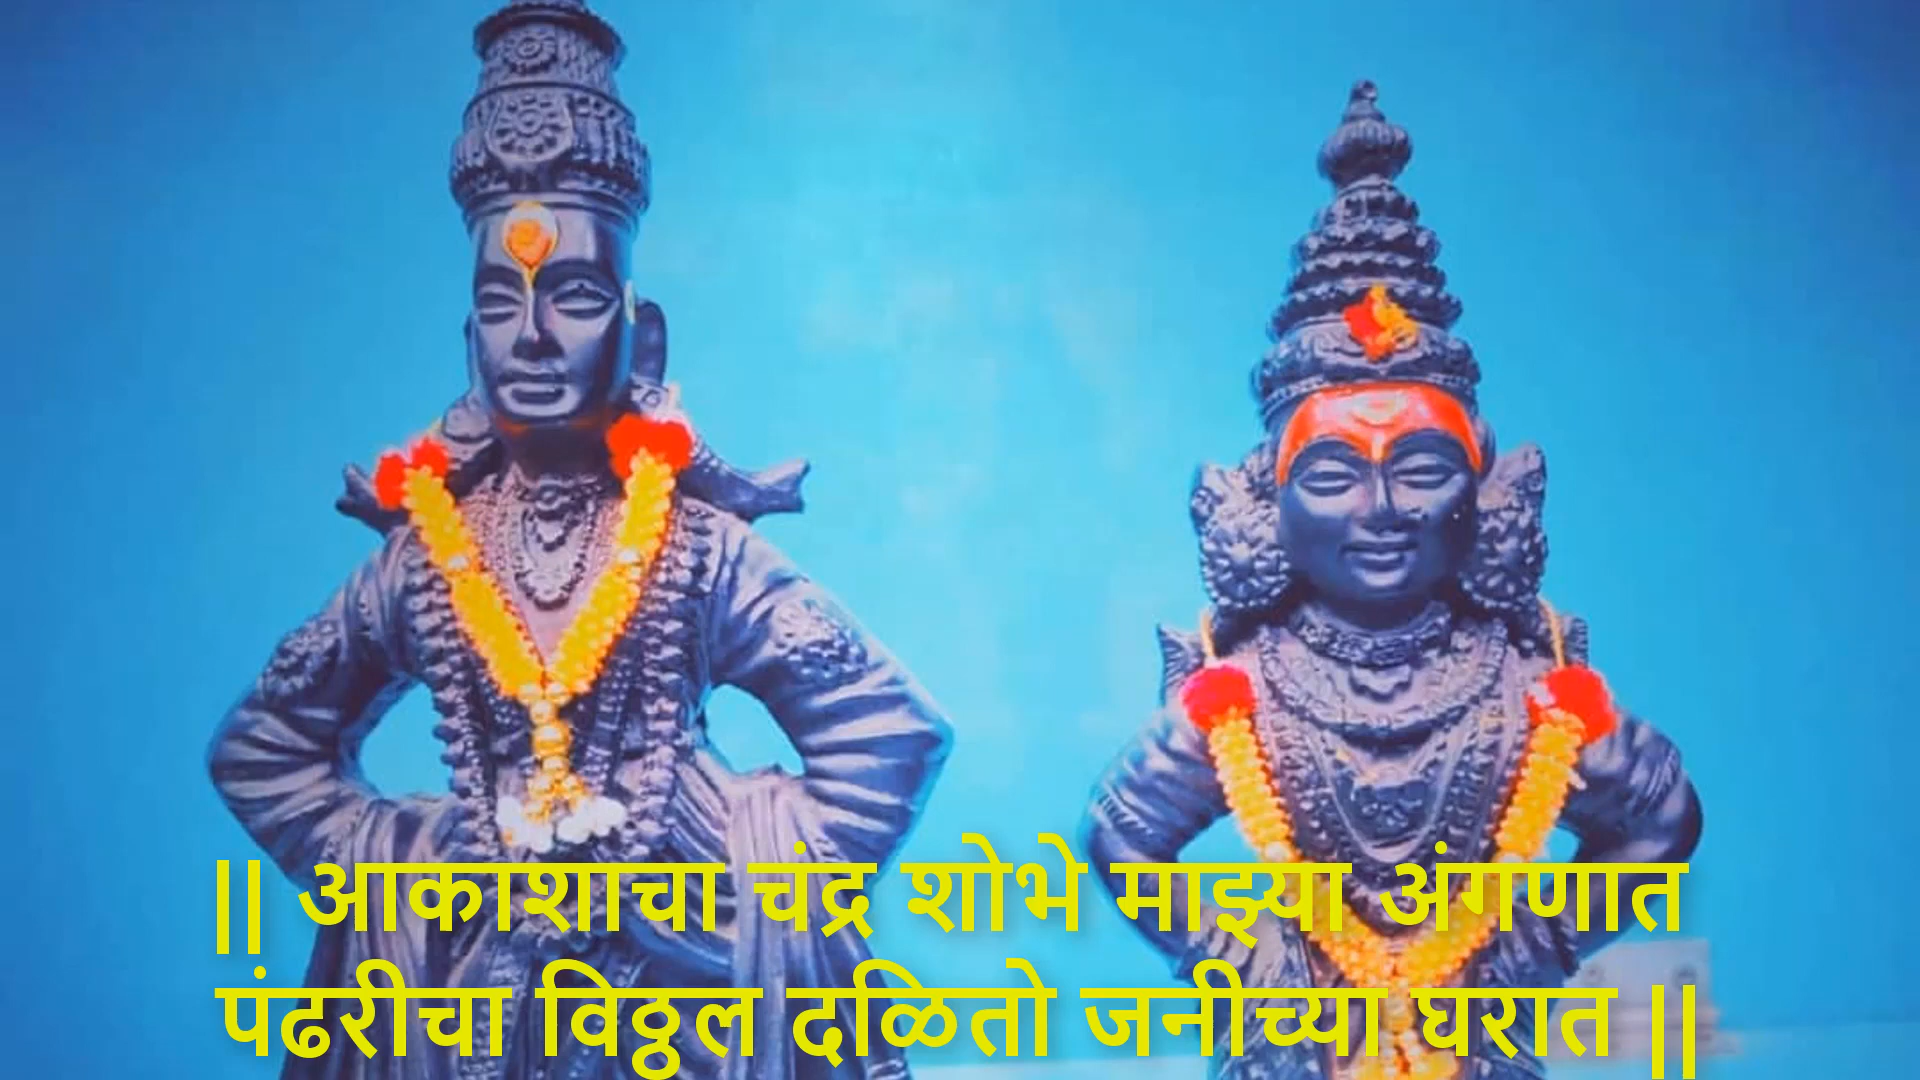 || आकाशाचा चंद्र शोभे माझ्या अंगणात
पंढरीचा विठ्ठल दळितो जनीच्या घरात ||